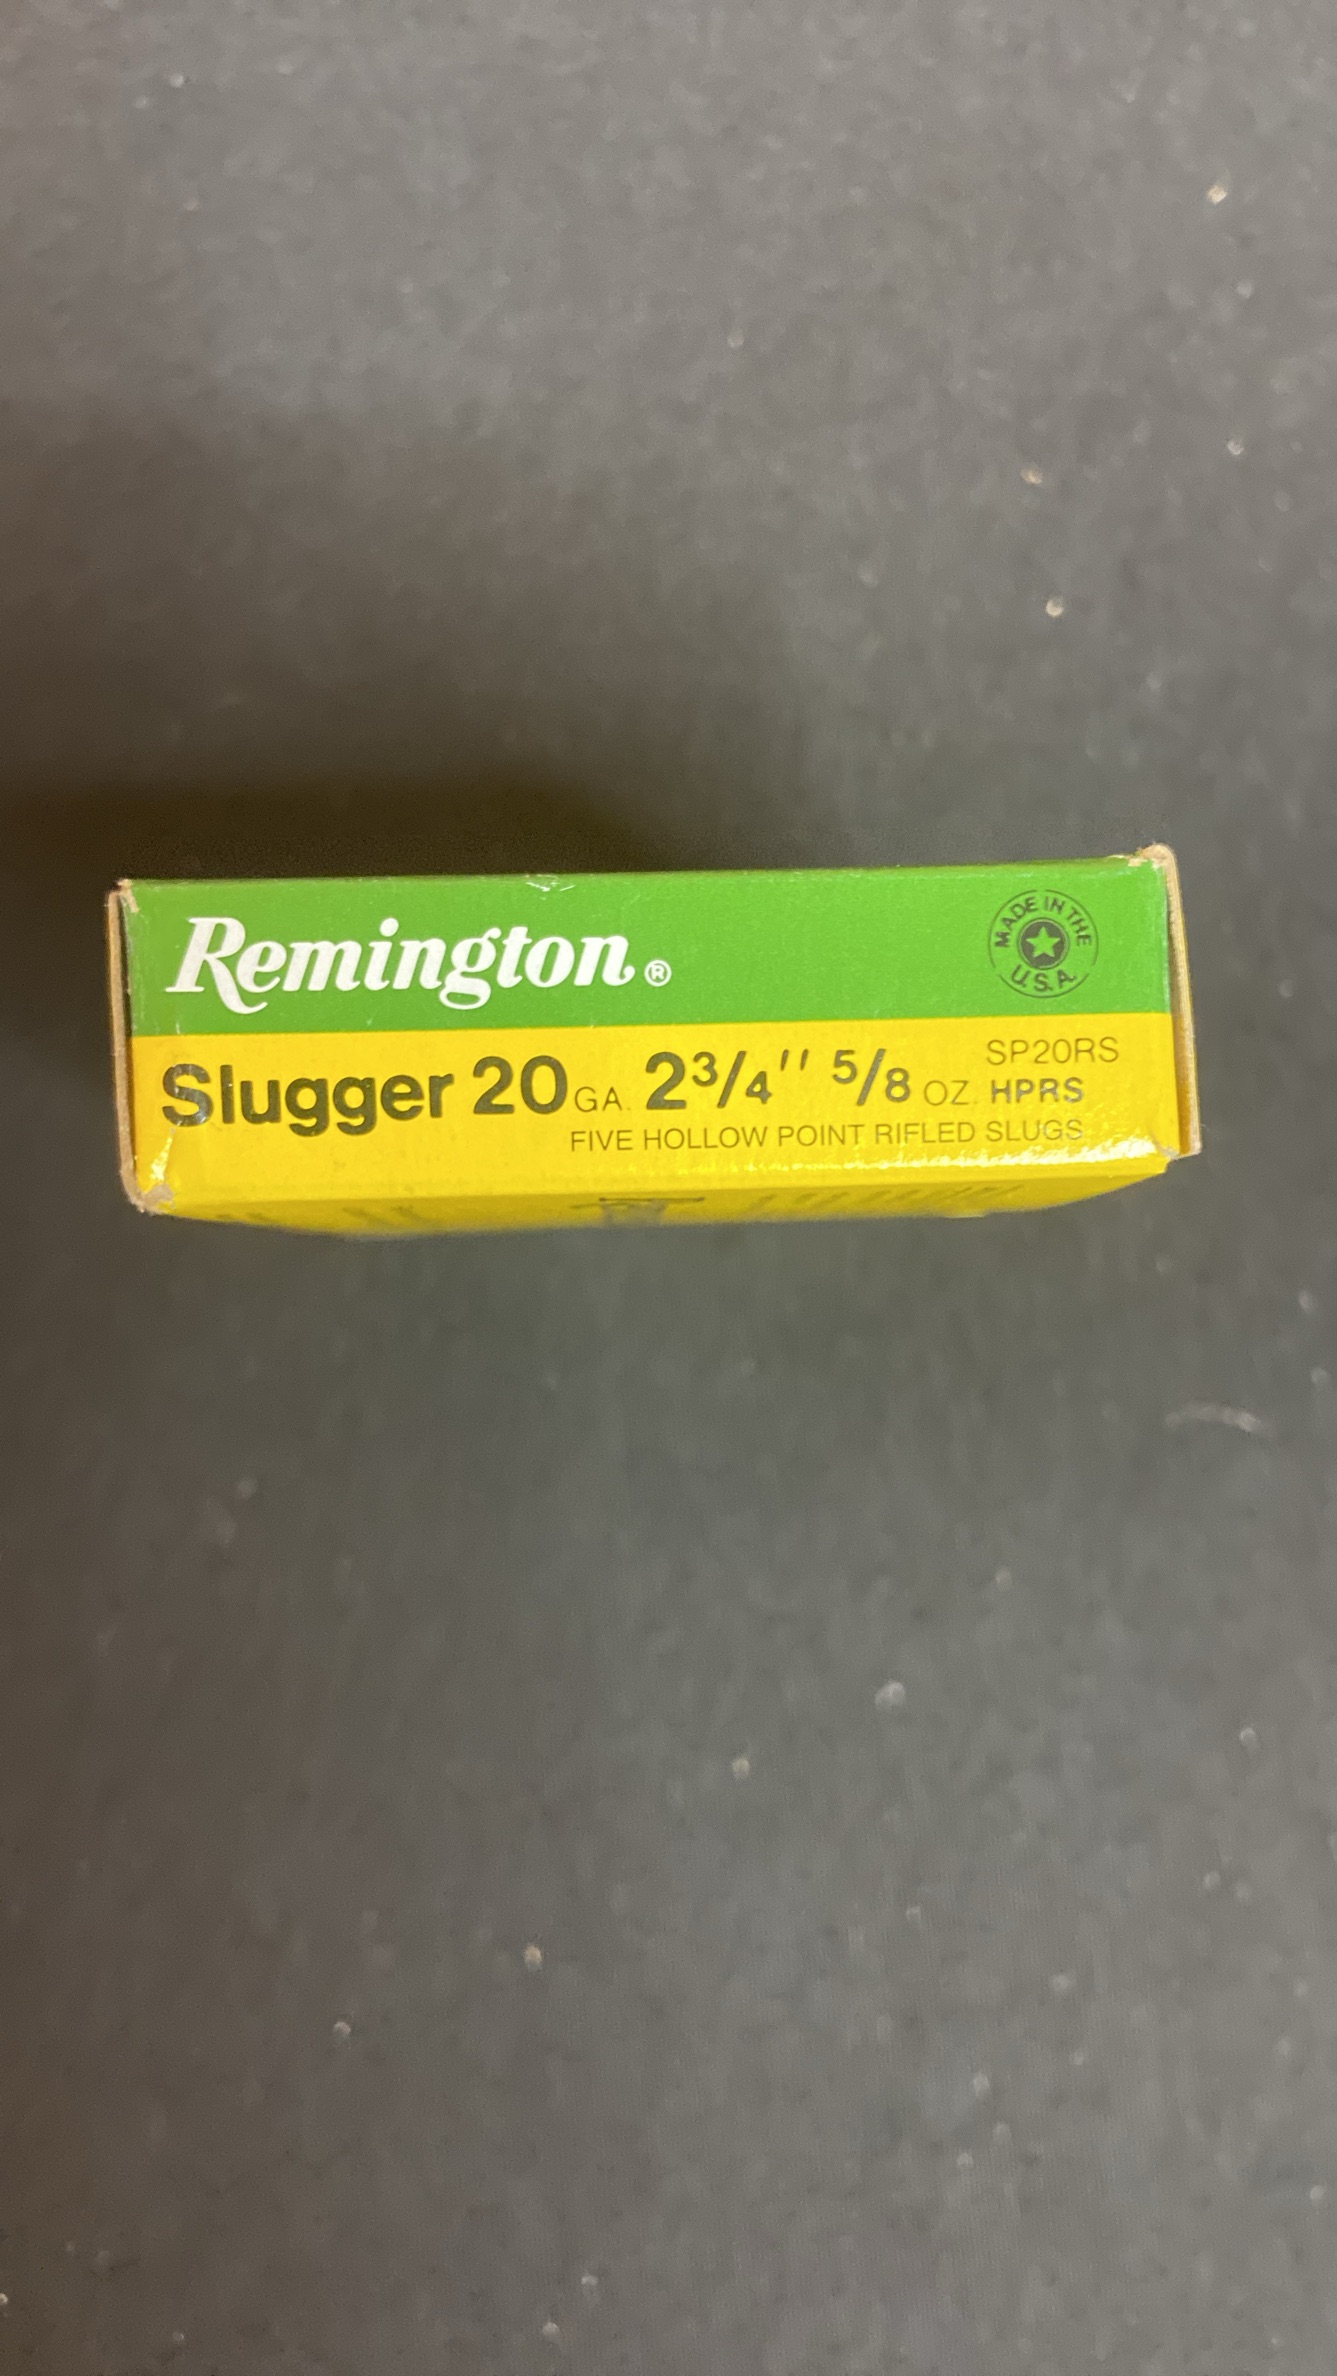 Remington®
MADE IN THE
U.S.A.
Slugger 20 GA. 2 3/4" 5/8 OZ. HPRS
SP20RS
FIVE HOLLOW POINT RIFLED SLUGS